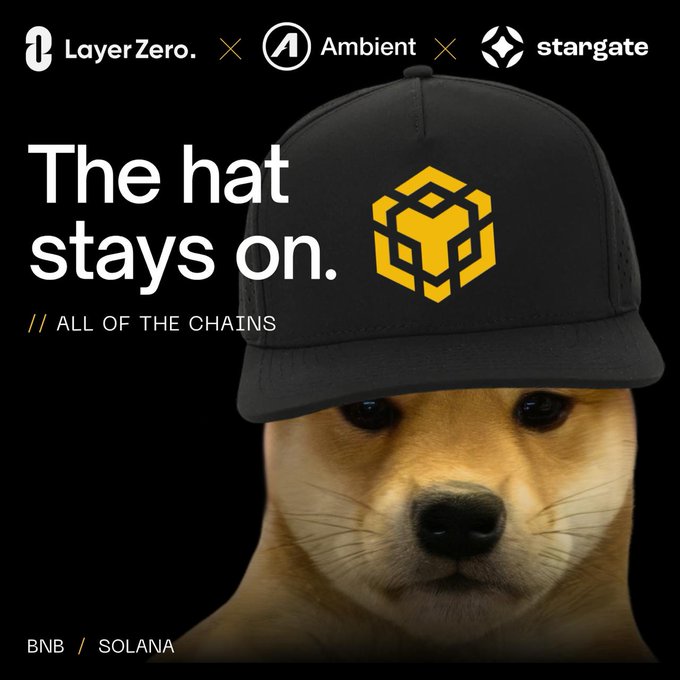 LayerZero. Ambient stargate
The hat
stays on.
// ALL OF THE CHAINS
BNB / SOLANA